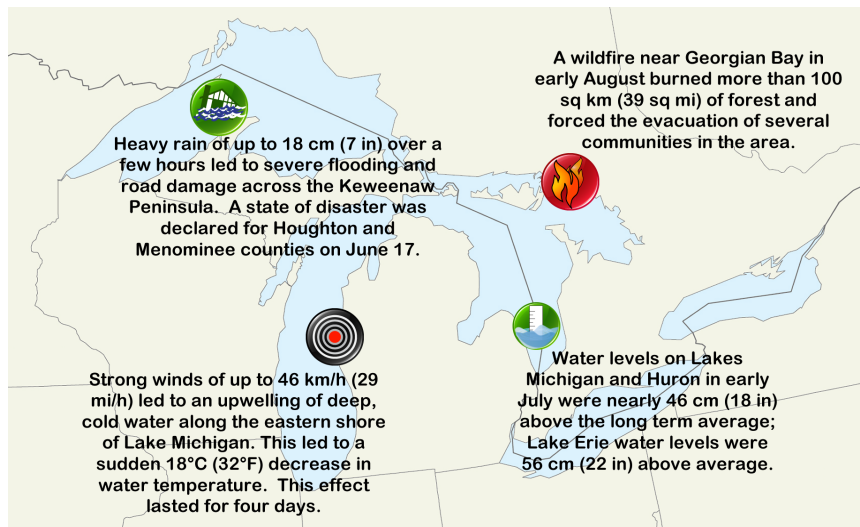 A wildfire near Georgian Bay in
early August burned more than 100
sq km (39 sq mi) of forest and
forced the evacuation of several
communities in the area.
Heavy rain of up to 18 cm (7 in) over a
few hours led to severe flooding and
road damage across the Keweenaw
Peninsula.  A state of disaster was
declared for Houghton and
Menominee counties on June 17.
Strong winds of up to 46 km/h (29
mi/h) led to an upwelling of deep,
cold water along the eastern shore
of Lake Michigan. This led to a
sudden 18°C (32°F) decrease in
water temperature.  This effect
lasted for four days.
Water levels on Lakes
Michigan and Huron in early
July were nearly 46 cm (18 in)
above the long term average;
Lake Erie water levels were
56 cm (22 in) above average.